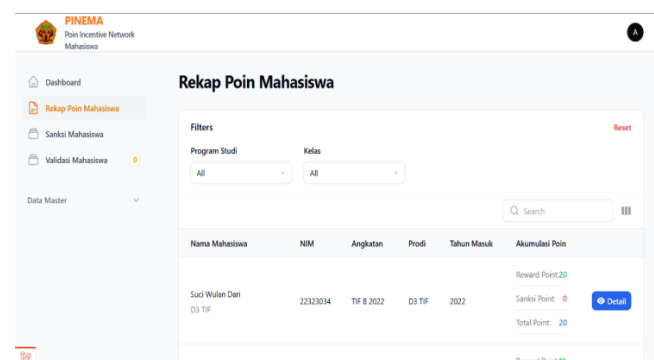 PINEMA
Poin Incentive Network
Mahasiswa
A
Dashboard
Rekap Poin Mahasiswa
Sanksi Mahasiswa
Validasi Mahasiswa 0
Data Master
Rekap Poin Mahasiswa
Filters Reset
Program Studi Kelas
All All
Search
Nama Mahasiswa NIM Angkatan Prodi Tahun Masuk Akumulasi Poin
Reward Point:20
Suci Wulan Dari 22323034 TIF B 2022 D3 TIF 2022 Sanksi Point: 0 Detail
D3 TIF
Total Point: 20